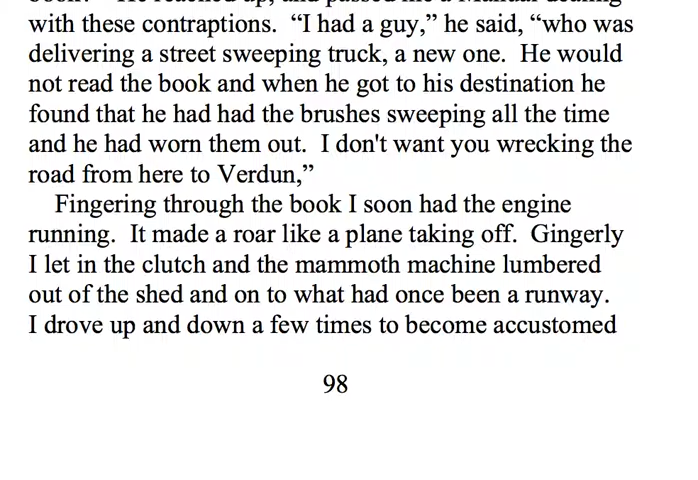 with these contraptions.  “I had a guy,” he said, “who was
delivering a street sweeping truck, a new one.  He would
not read the book and when he got to his destination he
found that he had had the brushes sweeping all the time
and he had worn them out.  I don't want you wrecking the
road from here to Verdun,”
Fingering through the book I soon had the engine
running.  It made a roar like a plane taking off.  Gingerly
I let in the clutch and the mammoth machine lumbered
out of the shed and on to what had once been a runway.
I drove up and down a few times to become accustomed
98